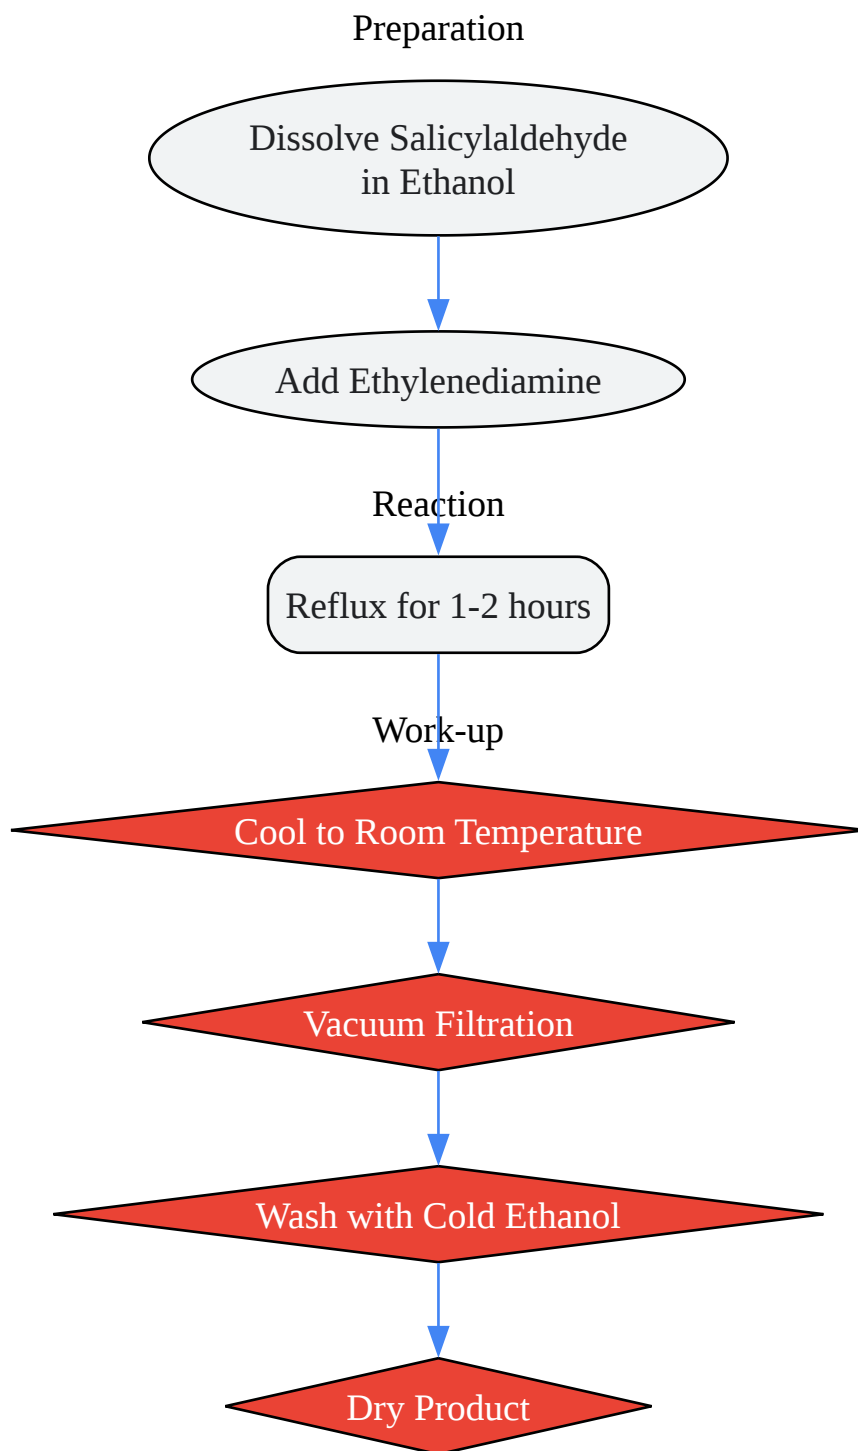 Preparation
Dissolve Salicylaldehyde
in Ethanol
Add Ethylenediamine
Reaction
Reflux for 1-2 hours
Work-up
Cool to Room Temperature
Vacuum Filtration
Wash with Cold Ethanol
Dry Product